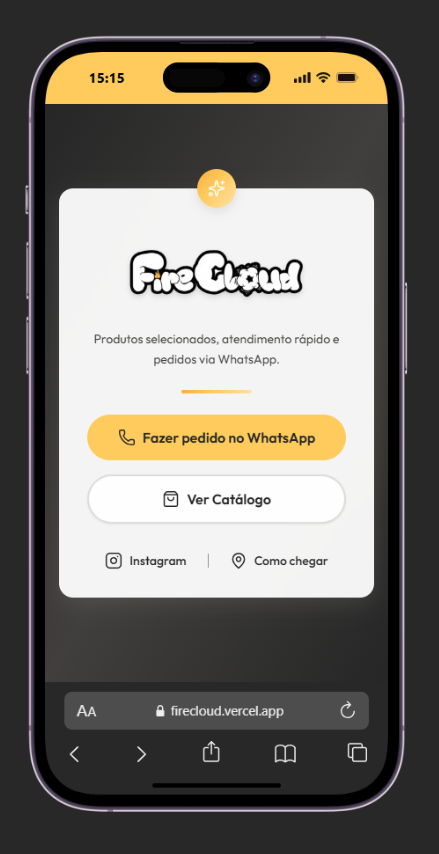 15:15
FireCloud
Produtos selecionados, atendimento rápido e
pedidos via WhatsApp.
Fazer pedido no WhatsApp
Ver Catálogo
Instagram
Como chegar
AA
firecloud.vercel.app